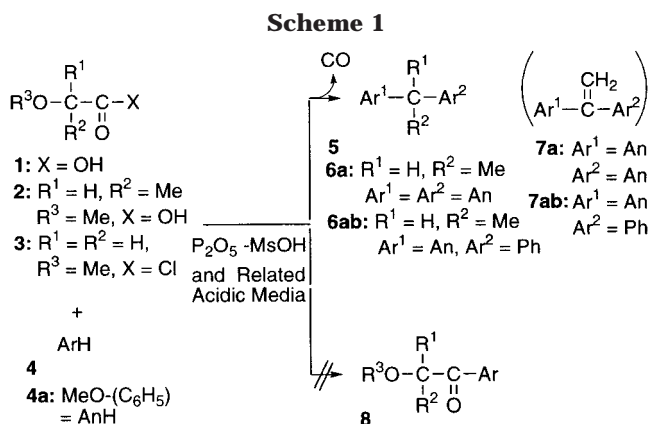 Scheme 1
CO
R¹
R³O–C–C–X
R² O
R¹
Ar¹–C–Ar²
R²
CH₂
Ar¹–C–Ar²
1: X = OH
2: R¹ = H, R² = Me
R³ = Me, X = OH
3: R¹ = R² = H,
R³ = Me, X = Cl
+
ArH
4
4a: MeO-(C₆H₅)
= AnH
P₂O₅ -MsOH
and Related
Acidic Media
5
6a: R¹ = H, R² = Me
Ar¹ = Ar² = An
6ab: R¹ = H, R² = Me
Ar¹ = An, Ar² = Ph
7a: Ar¹ = An
Ar² = An
7ab: Ar¹ = An
Ar² = Ph
R¹
R³O–C–C–Ar
R² O
8